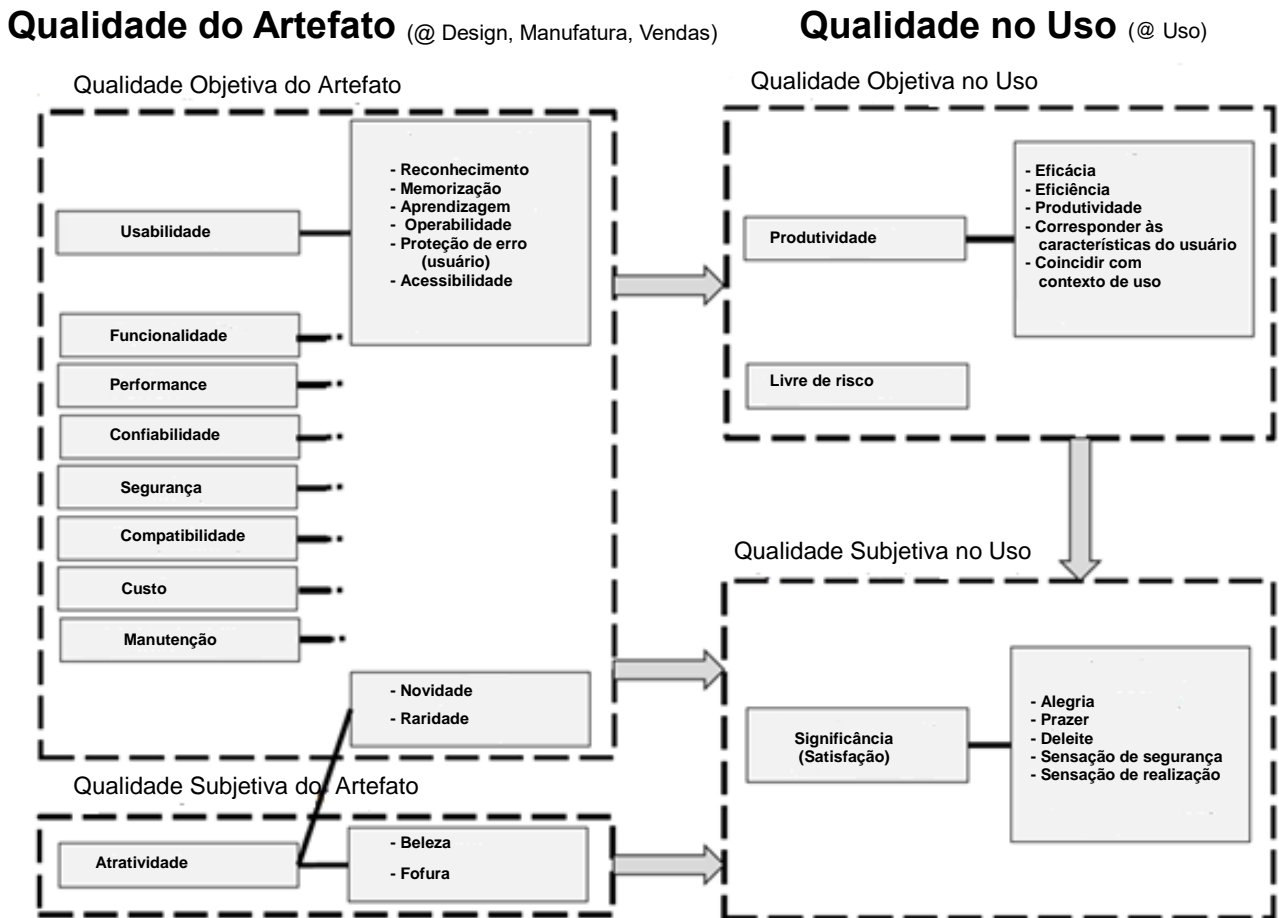 Qualidade do Artefato (@ Design, Manufatura, Vendas)
Qualidade Objetiva do Artefato
Usabilidade
- Reconhecimento
- Memorização
- Aprendizagem
- Operabilidade
- Proteção de erro
(usuário)
- Acessibilidade
Funcionalidade
Performance
Confiabilidade
Segurança
Compatibilidade
Custo
Manutenção
- Novidade
- Raridade
Qualidade Subjetiva do Artefato
Atratividade
- Beleza
- Fofura
Qualidade no Uso (@ Uso)
Qualidade Objetiva no Uso
Produtividade
- Eficácia
- Eficiência
- Produtividade
- Corresponder às
características do usuário
- Coincidir com
contexto de uso
Livre de risco
Qualidade Subjetiva no Uso
Significância
(Satisfação)
- Alegria
- Prazer
- Deleite
- Sensação de segurança
- Sensação de realização